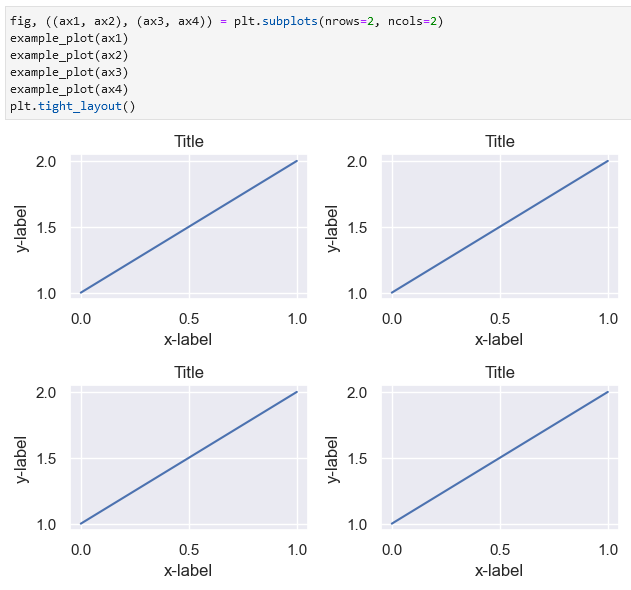 fig, ((ax1, ax2), (ax3, ax4)) = plt.subplots(nrows=2, ncols=2)
example_plot(ax1)
example_plot(ax2)
example_plot(ax3)
example_plot(ax4)
plt.tight_layout()
Title
2.0
1.5
1.0
y-label
0.0 0.5 1.0
x-label
Title
2.0
1.5
1.0
y-label
0.0 0.5 1.0
x-label
Title
2.0
1.5
1.0
y-label
0.0 0.5 1.0
x-label
Title
2.0
1.5
1.0
y-label
0.0 0.5 1.0
x-label